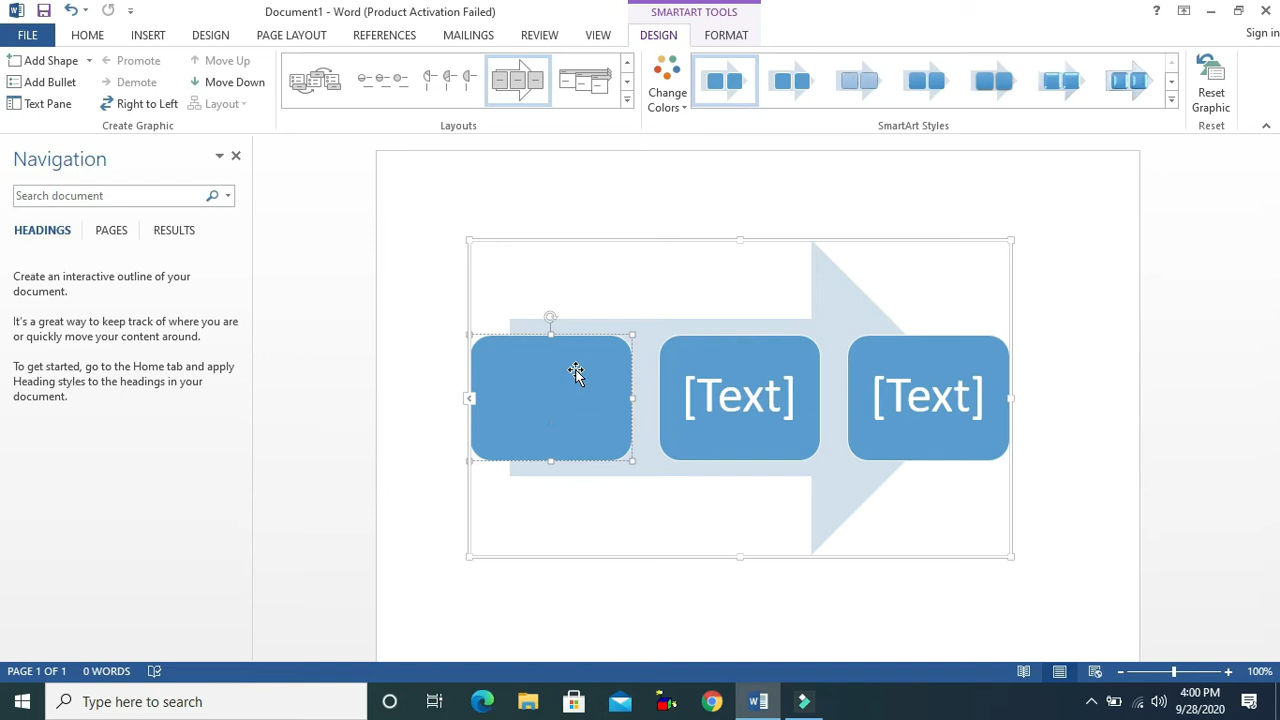 Document1 - Word (Product Activation Failed)
SMARTART TOOLS
?
FILE
HOME
INSERT
DESIGN
PAGE LAYOUT
REFERENCES
MAILINGS
REVIEW
VIEW
DESIGN
FORMAT
Sign in
Add Shape
Promote
Move Up
Add Bullet
Demote
Move Down
Text Pane
Right to Left
Layout
Create Graphic
Layouts
Change
Colors
SmartArt Styles
Reset
Graphic
Reset
Navigation
Search document
HEADINGS
PAGES
RESULTS
Create an interactive outline of your
document.
It's a great way to keep track of where you are
or quickly move your content around.
To get started, go to the Home tab and apply
Heading styles to the headings in your
document.
[Text]
[Text]
PAGE 1 OF 1
0 WORDS
100%
Type here to search
4:00 PM
9/28/2020